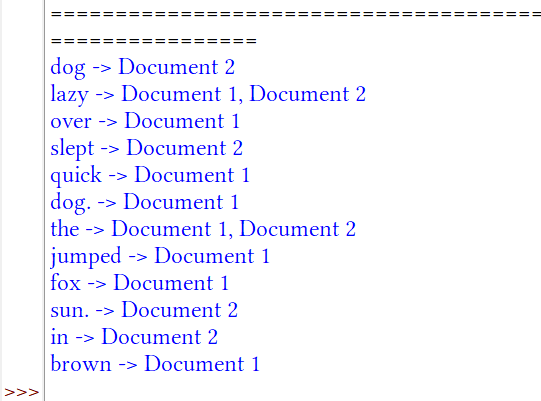 ======================================
================
dog -> Document 2
lazy -> Document 1, Document 2
over -> Document 1
slept -> Document 2
quick -> Document 1
dog. -> Document 1
the -> Document 1, Document 2
jumped -> Document 1
fox -> Document 1
sun. -> Document 2
in -> Document 2
brown -> Document 1
>>>